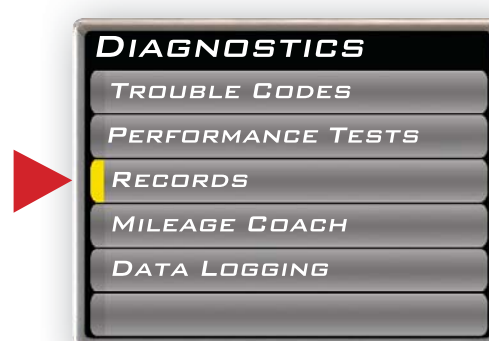 Diagnostics
Trouble Codes
Performance Tests
Records
Mileage Coach
Data Logging